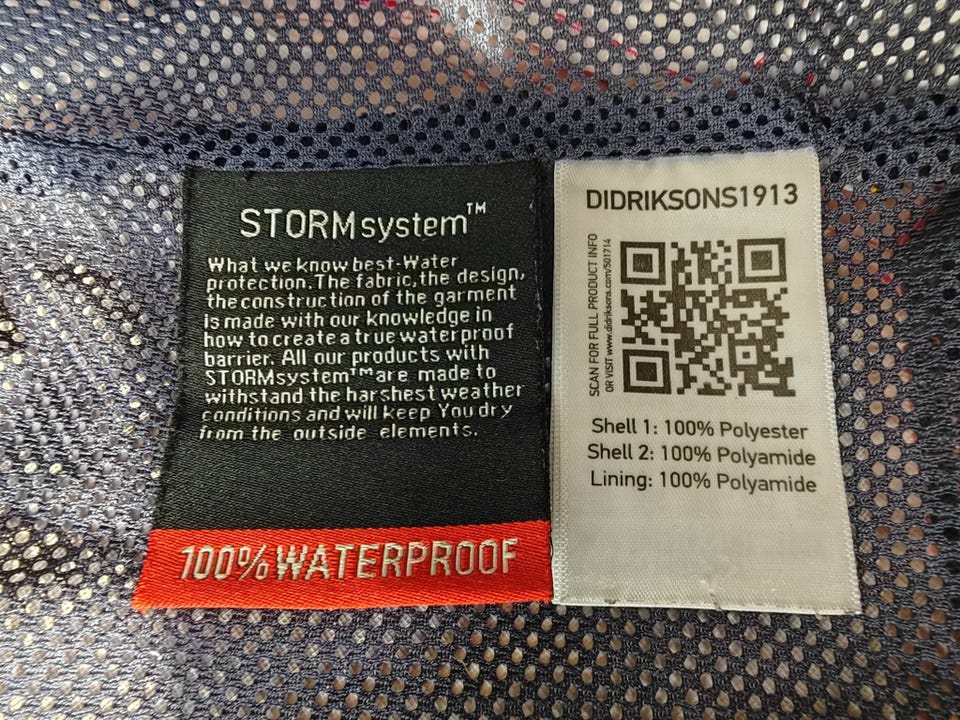 STORMsystem™
What we know best-Water
protection.The fabric,the design,
the construction of the garment
is made with our knowledge in
how to create a true waterproof
barrier. All our products with
STORMsystem™are made to
withstand the harshest weather
conditions and will keep You dry
from the outside elements.
100% WATERPROOF
DIDRIKSONS1913
SCAN FOR FULL PRODUCT INFO
OR VISIT www.didriksons.com/501714
Shell 1: 100% Polyester
Shell 2: 100% Polyamide
Lining: 100% Polyamide